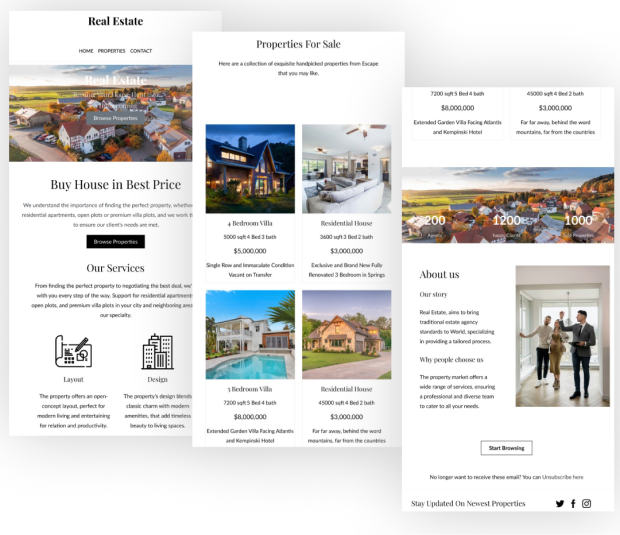 Real Estate
HOME PROPERTIES CONTACT
Real Estate
Browse Properties
Buy House in Best Price
We understand the importance of finding the perfect property, whether
residential apartments, open plots or premium villa plots, and we work
to ensure our client's needs are met.
Browse Properties
Our Services
From finding the perfect property to negotiating the best deal, we'
with you every step of the way. Support for residential apartments
open plots, and premium villa plots in your city and neighboring
our specialty.
Layout
The property offers an open-
concept layout, perfect for
modern living and entertaining
for relation and productivity.
Design
The property's design blends
classic charm with modern
amenities, that add timeless
beauty to living spaces.
Properties For Sale
Here are a collection of exquisite handpicked properties from Escape
that you may like.
4 Bedroom Villa
5000 sqft 4 Bed 2 bath
$5,000,000
Single Row and Immaculate Condition
Vacant on Transfer
Residential House
3600 sqft 3 Bed 2 bath
$3,000,000
Exclusive and Brand New Fully
Renovated 3 Bedroom in Springs
5 Bedroom Villa
7200 sqft 5 Bed 4 bath
$8,000,000
Extended Garden Villa Facing Atlantis
and Kempinski Hotel
Residential House
45000 sqft 4 Bed 2 bath
$3,000,000
Far far away, behind the word
mountains, far from the countries
7200 sqft 5 Bed 4 bath
$8,000,000
Extended Garden Villa Facing Atlantis
and Kempinski Hotel
45000 sqft 4 Bed 2 bath
$3,000,000
Far far away, behind the word
mountains, far from the countries
200
1200
1000
About us
Our story
Real Estate, aims to bring
traditional estate agency
standards to World, specializing
in providing a tailored process.
Why people choose us
The property market offers a
wide range of services, ensuring
a professional and diverse team
to cater to all your needs.
Start Browsing
No longer want to receive these email? You can Unsubscribe here
Stay Updated On Newest Properties